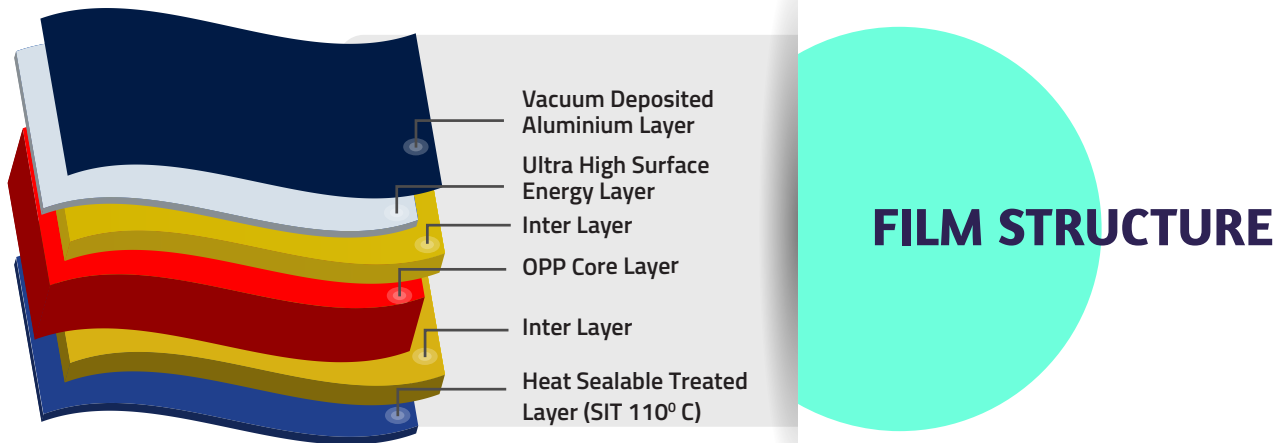 Vacuum Deposited
Aluminium Layer
Ultra High Surface
Energy Layer
Inter Layer
OPP Core Layer
Inter Layer
Heat Sealable Treated
Layer (SIT 110⁰ C)
FILM STRUCTURE